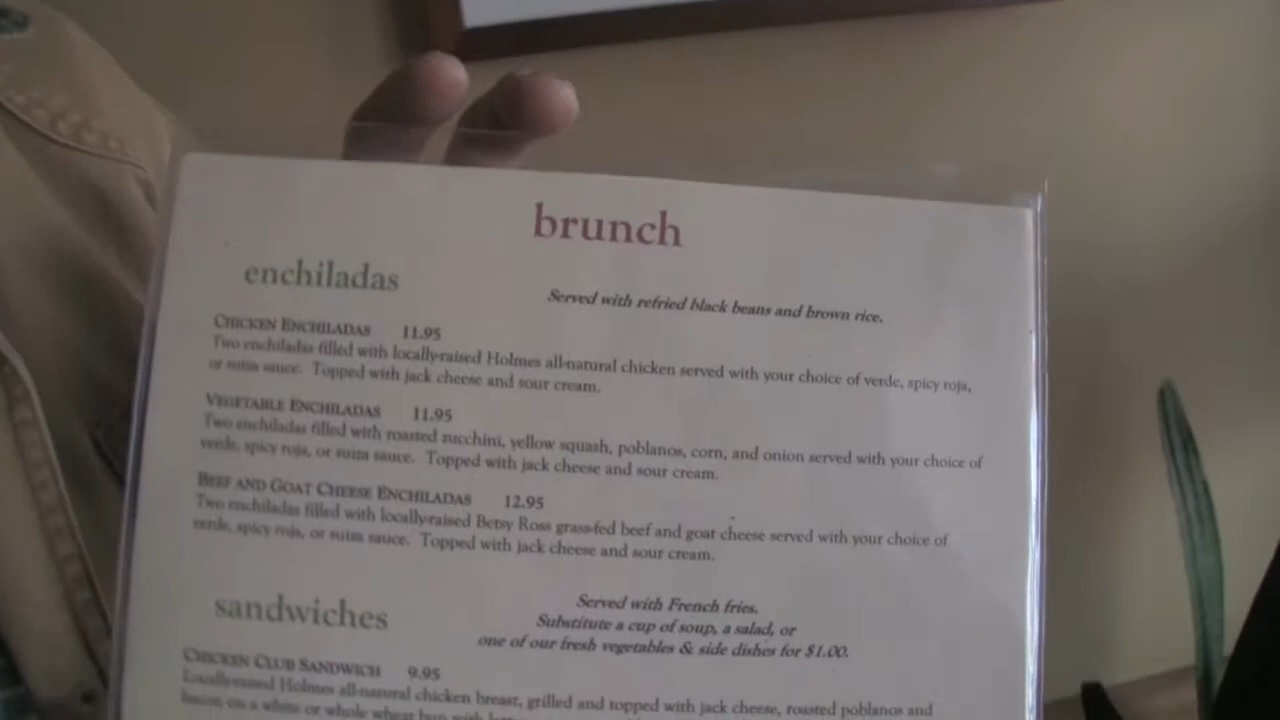 brunch
enchiladas
Served with refried black beans and brown rice.
CHICKEN ENCHILADAS 11.95
Two enchiladas filled with locally-raised Holmes all-natural chicken served with your choice of verde, spicy roja,
or suiza sauce. Topped with jack cheese and sour cream.
VEGETABLE ENCHILADAS 11.95
Two enchiladas filled with roasted zucchini, yellow squash, poblanos, corn, and onion served with your choice of
verde, spicy roja, or suiza sauce. Topped with jack cheese and sour cream.
BEEF AND GOAT CHEESE ENCHILADAS 12.95
Two enchiladas filled with locally-raised Betsy Ross grass-fed beef and goat cheese served with your choice of
verde, spicy roja, or suiza sauce. Topped with jack cheese and sour cream.
sandwiches
Served with French fries.
Substitute a cup of soup, a salad, or
one of our fresh vegetables & side dishes for $1.00.
CHICKEN CLUB SANDWICH 9.95
Locally-raised Holmes all-natural chicken breast, grilled and topped with jack cheese, roasted poblanos and
bacon on a white or whole wheat bun with